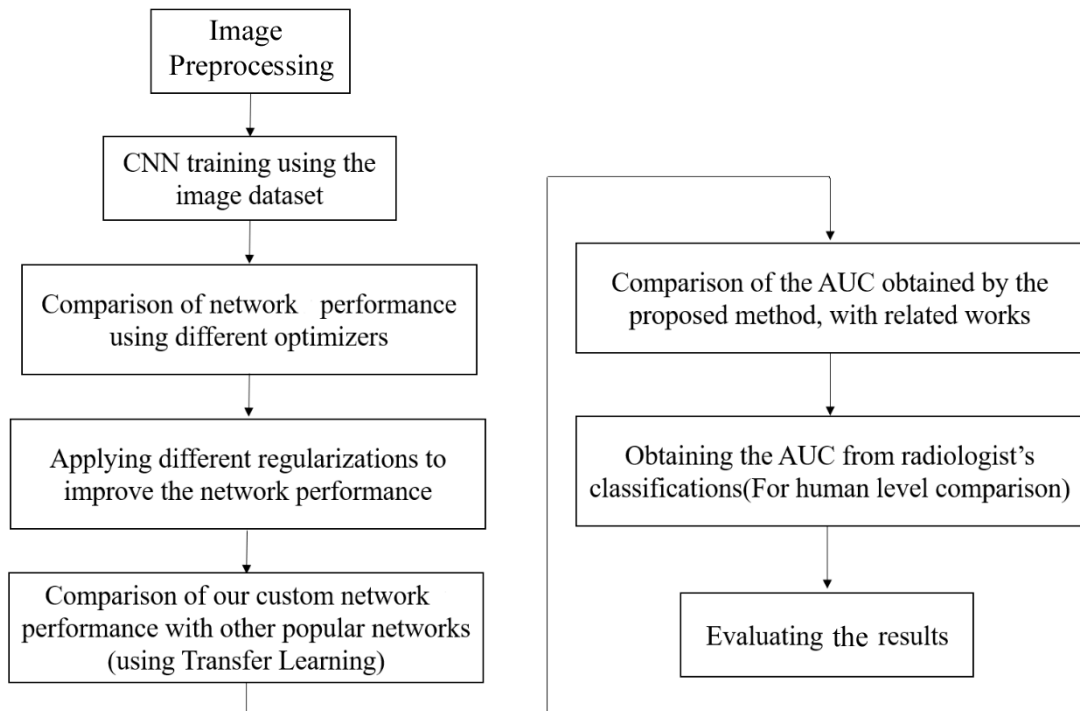 Image
Preprocessing
CNN training using the
image dataset
Comparison of network performance
using different optimizers
Applying different regularizations to
improve the network performance
Comparison of our custom network
performance with other popular networks
(using Transfer Learning)
Comparison of the AUC obtained by the
proposed method, with related works
Obtaining the AUC from radiologist's
classifications(For human level comparison)
Evaluating the results